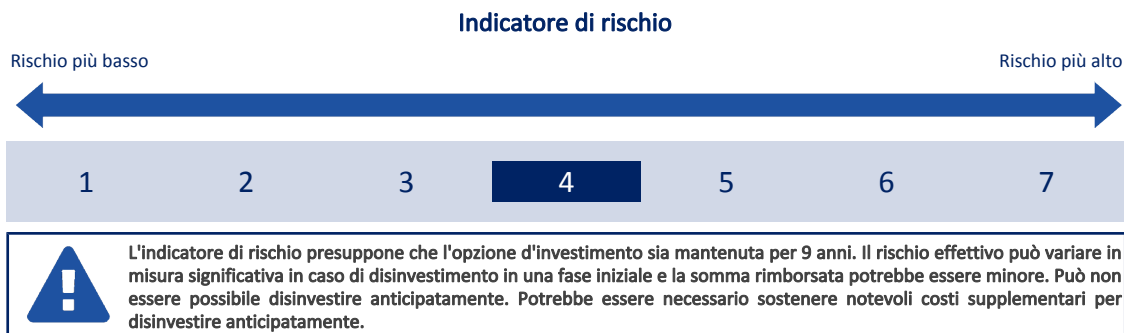 Indicatore di rischio
Rischio più basso
Rischio più alto
1 2 3 4 5 6 7
L'indicatore di rischio presuppone che l'opzione d'investimento sia mantenuta per 9 anni. Il rischio effettivo può variare in
misura significativa in caso di disinvestimento in una fase iniziale e la somma rimborsata potrebbe essere minore. Può non
essere possibile disinvestire anticipatamente. Potrebbe essere necessario sostenere notevoli costi supplementari per
disinvestire anticipatamente.